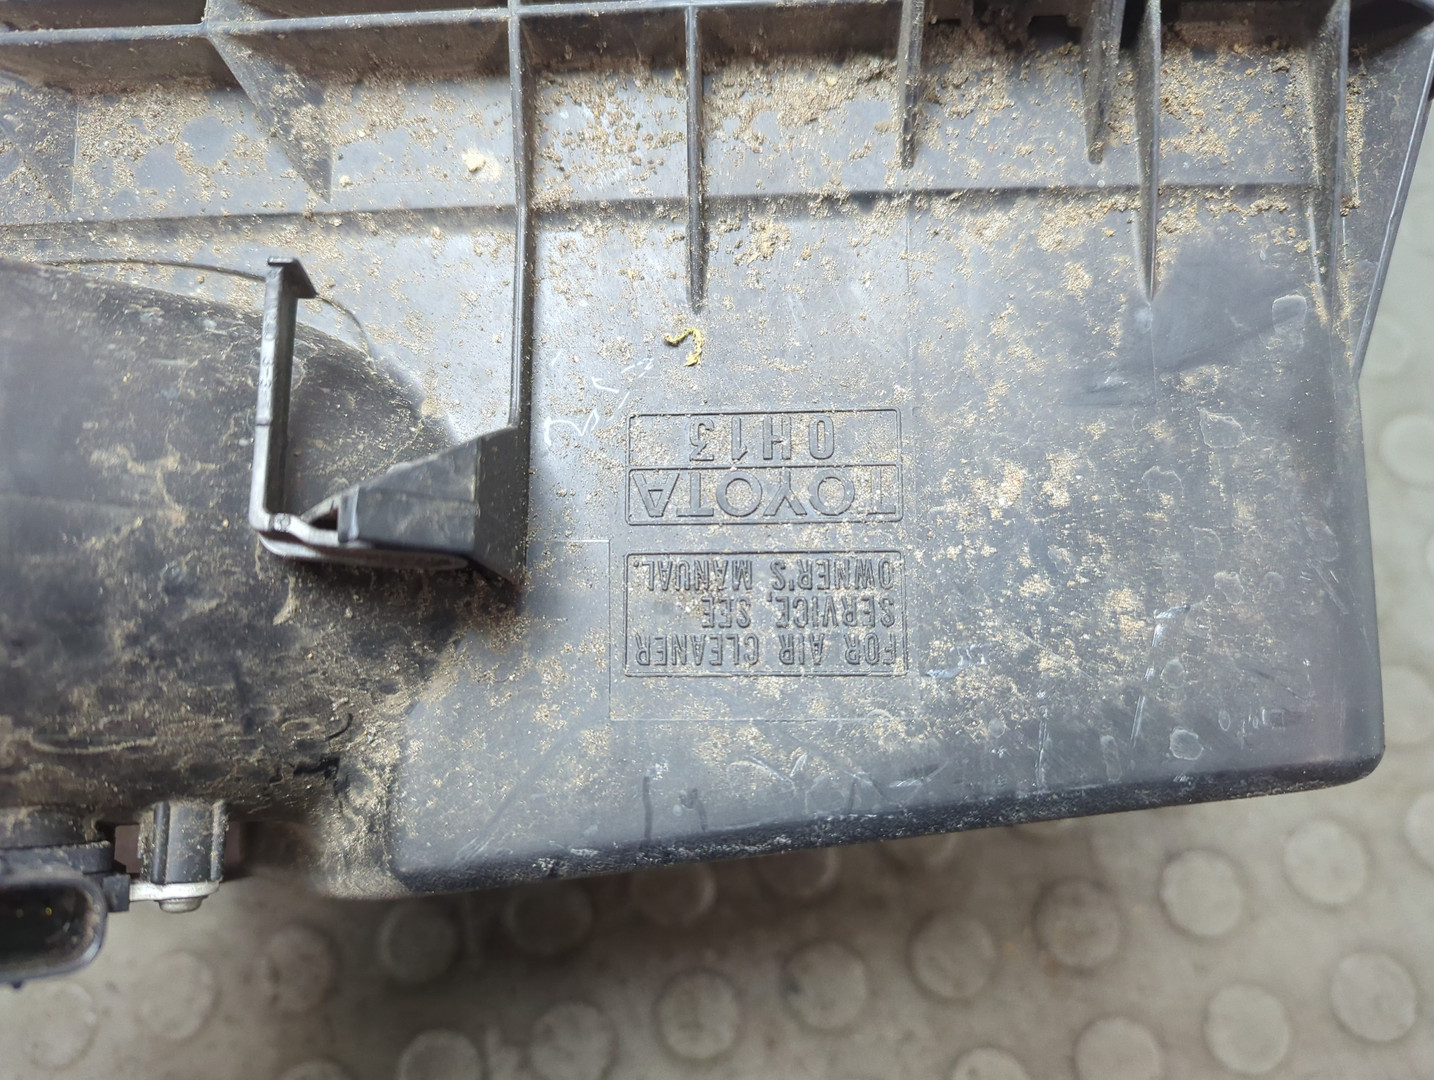 FOR AIR CLEANER
SERVICE, SEE
OWNER'S MANUAL.
TOYOTA
0H13